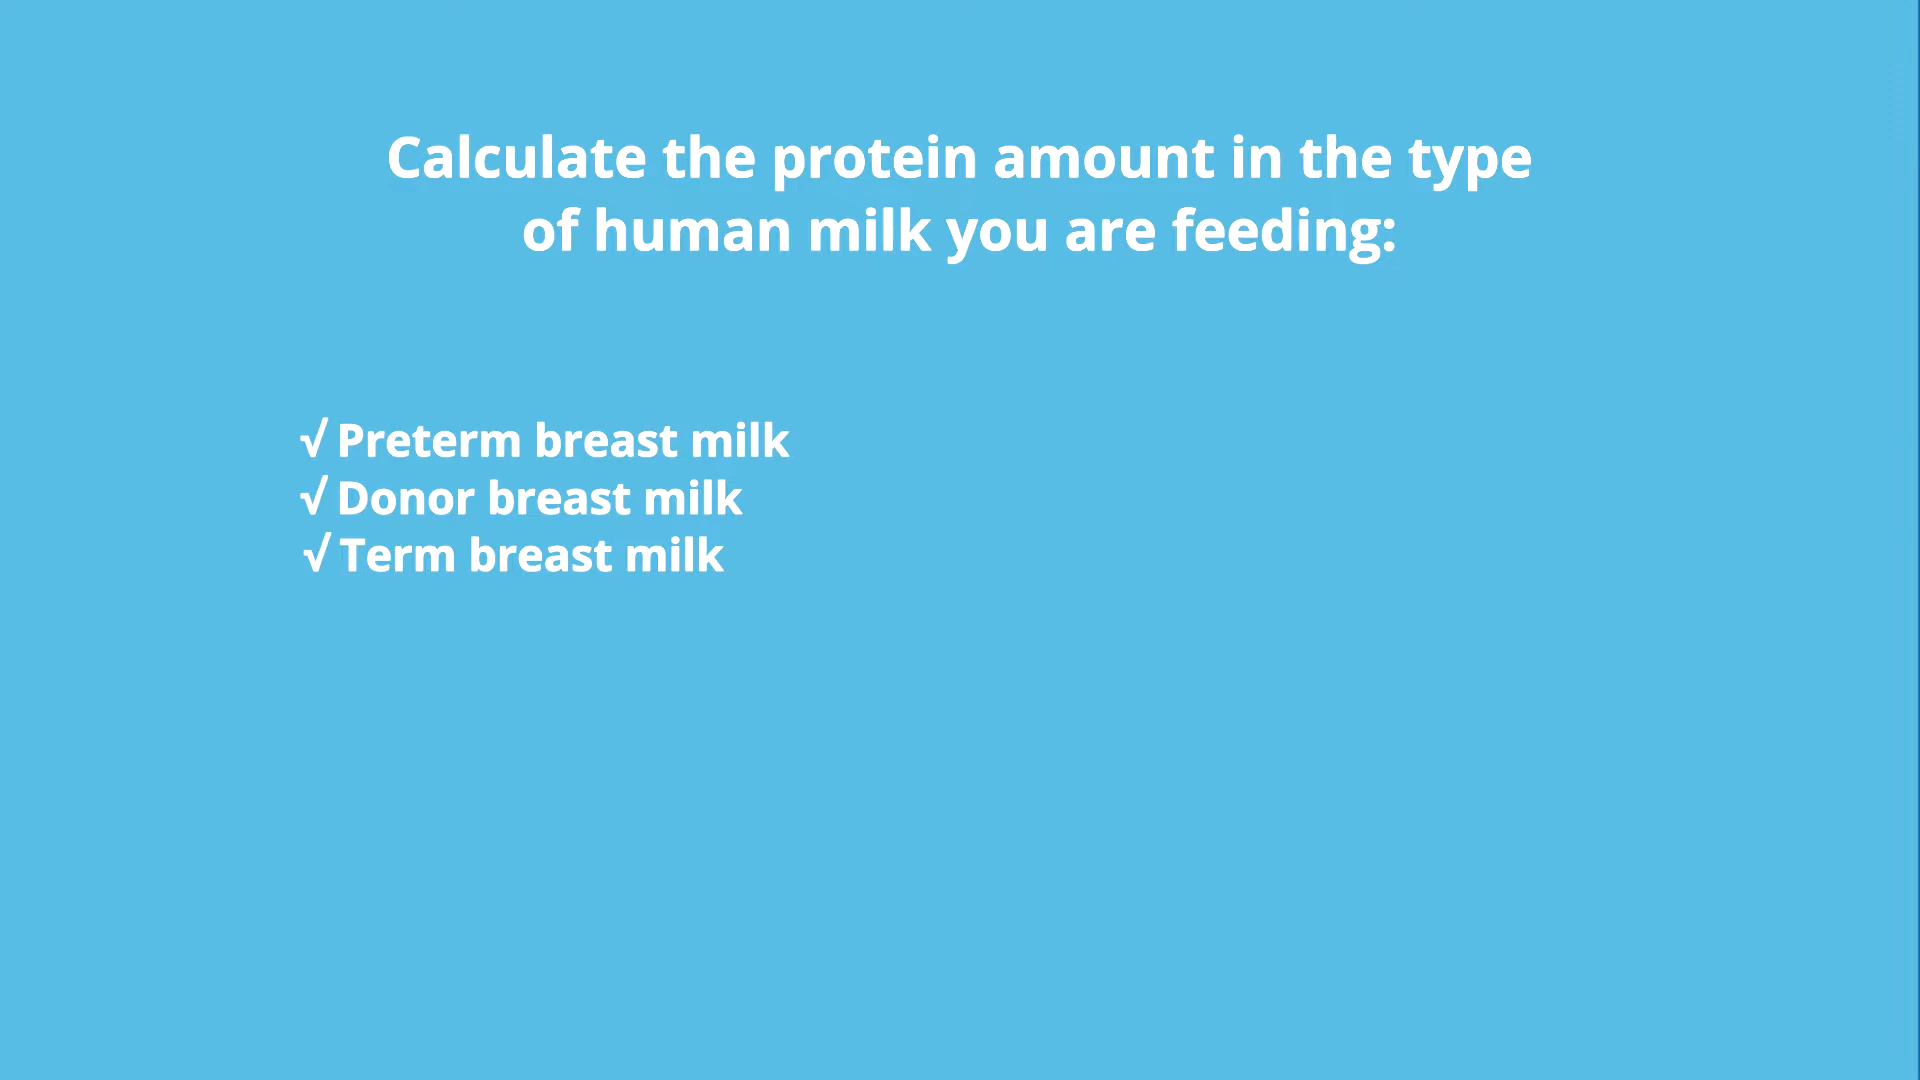 Calculate the protein amount in the type
of human milk you are feeding:
√ Preterm breast milk
√ Donor breast milk
√ Term breast milk